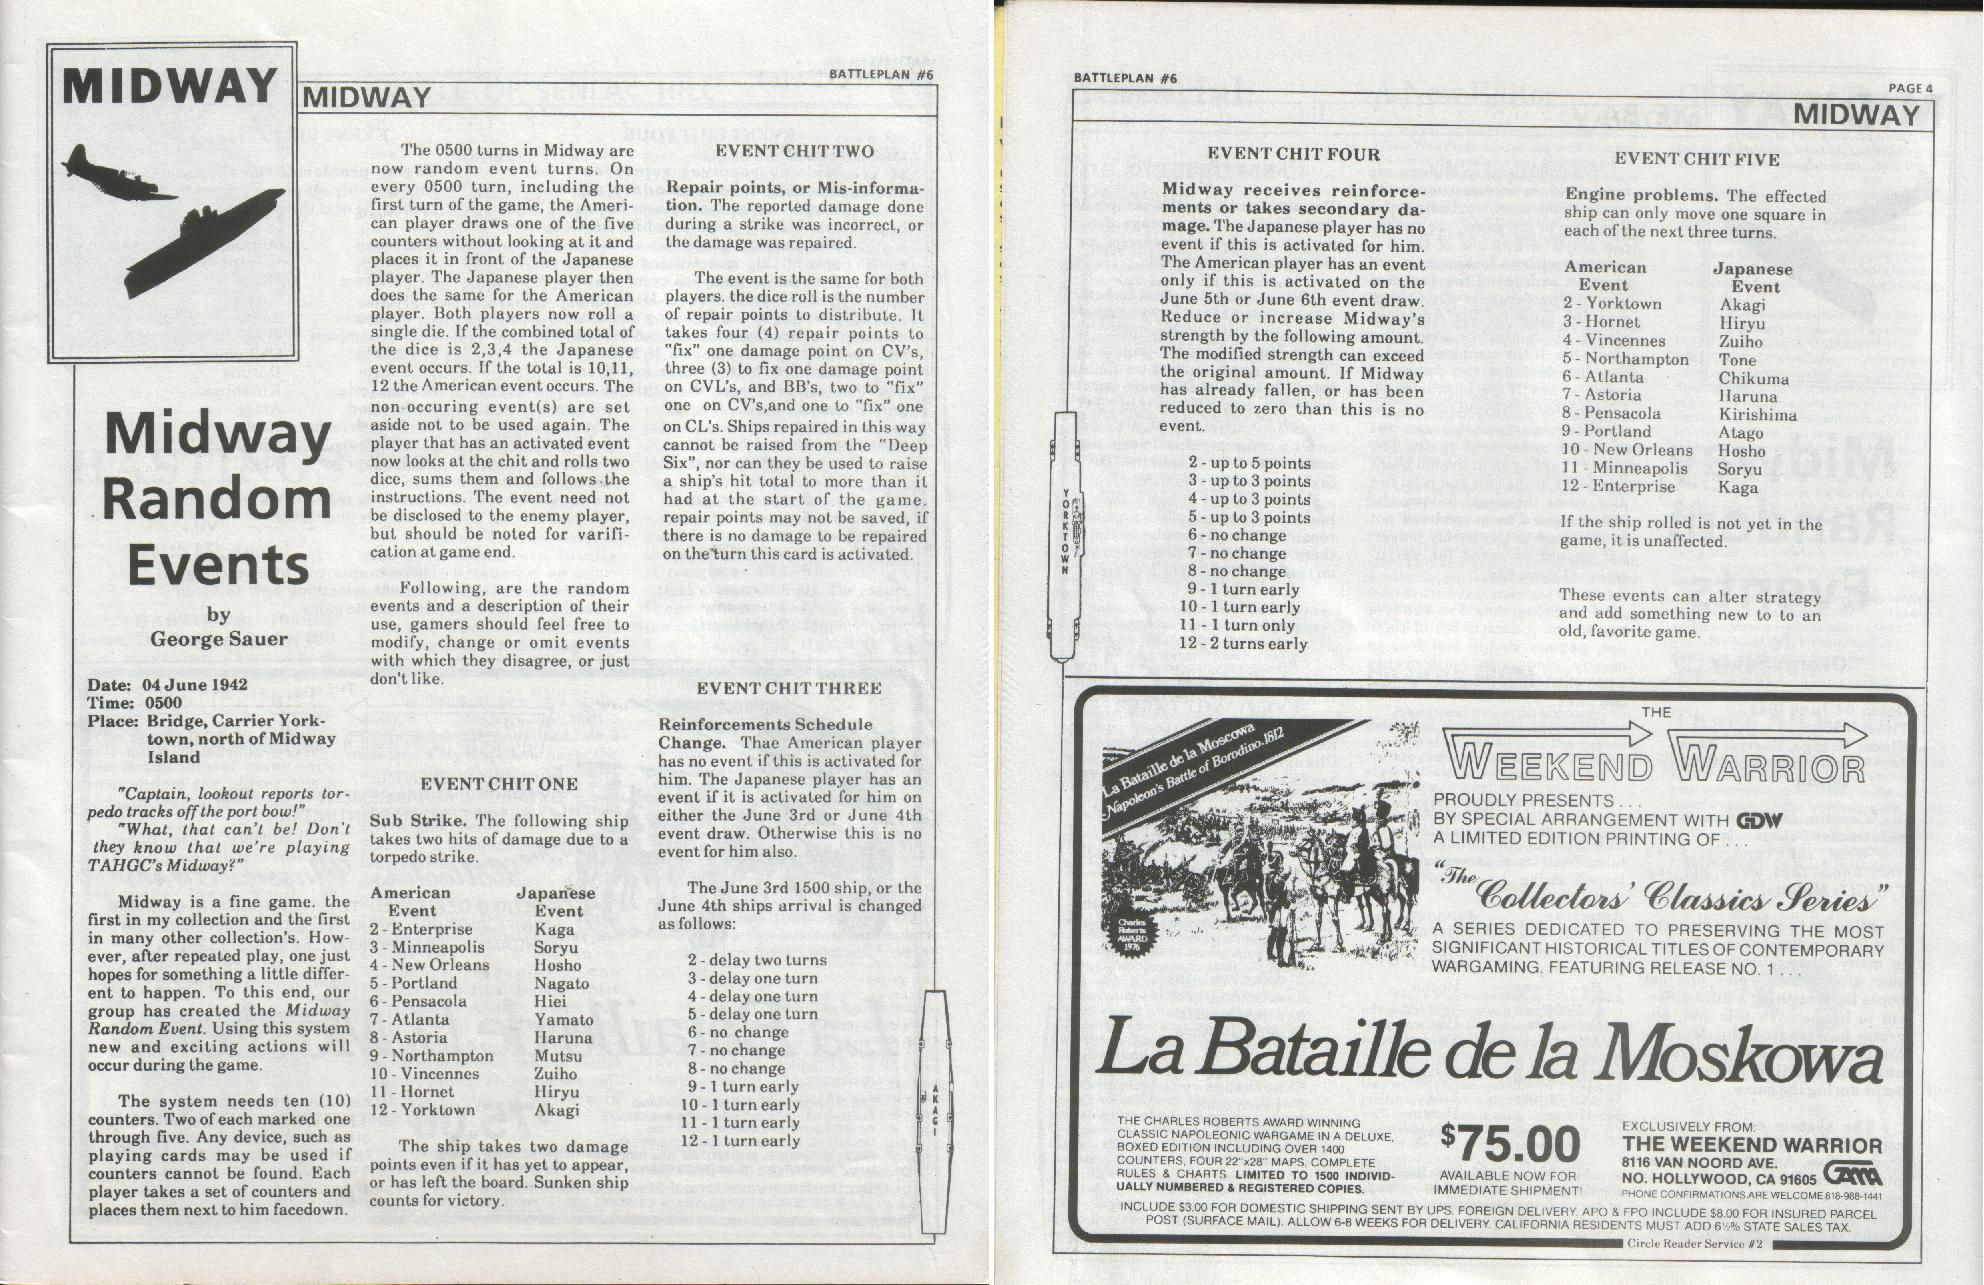 MIDWAY
BATTLEPLAN #6
MIDWAY
Midway
Random
Events
by
George Sauer
Date: 04 June 1942
Time: 0500
Place: Bridge, Carrier York-
town, north of Midway
Island
"Captain, lookout reports tor-
pedo tracks off the port bow!"
"What, that can't be! Don't
they know that we're playing
TAHGC's Midway?"
Midway is a fine game. the
first in my collection and the first
in many other collection's. How-
ever, after repeated play, one just
hopes for something a little differ-
ent to happen. To this end, our
group has created the Midway
Random Event. Using this system
new and exciting actions will
occur during the game.
The system needs ten (10)
counters. Two of each marked one
through five. Any device, such as
playing cards may be used if
counters cannot be found. Each
player takes a set of counters and
places them next to him facedown.
The 0500 turns in Midway are
now random event turns. On
every 0500 turn, including the
first turn of the game, the Ameri-
can player draws one of the five
counters without looking at it and
places it in front of the Japanese
player. The Japanese player then
does the same for the American
player. Both players now roll a
single die. If the combined total of
the dice is 2,3,4 the Japanese
event occurs. If the total is 10,11,
12 the American event occurs. The
non-occuring event(s) are set
aside not to be used again. The
player that has an activated event
now looks at the chit and rolls two
dice, sums them and follows the
instructions. The event need not
be disclosed to the enemy player,
but should be noted for varifi-
cation at game end.
Following, are the random
events and a description of their
use, gamers should feel free to
modify, change or omit events
with which they disagree, or just
don't like.
EVENT CHIT ONE
Sub Strike. The following ship
takes two hits of damage due to a
torpedo strike.
American Japanese
Event Event
2 - Enterprise Kaga
3 - Minneapolis Soryu
4 - New Orleans Hosho
5 - Portland Nagato
6 - Pensacola Hiei
7 - Atlanta Yamato
8 - Astoria Haruna
9 - Northampton Mutsu
10 - Vincennes Zuiho
11 - Hornet Hiryu
12 - Yorktown Akagi
The ship takes two damage
points even if it has yet to appear,
or has left the board. Sunken ship
counts for victory.
EVENT CHIT TWO
Repair points, or Mis-informa-
tion. The reported damage done
during a strike was incorrect, or
the damage was repaired.
The event is the same for both
players. the dice roll is the number
of repair points to distribute. It
takes four (4) repair points to
"fix" one damage point on CV's,
three (3) to fix one damage point
on CVL's, and BB's, two to "fix"
one on CV's,and one to "fix" one
on CL's. Ships repaired in this way
cannot be raised from the "Deep
Six", nor can they be used to raise
a ship's hit total to more than it
had at the start of the game.
repair points may not be saved, if
there is no damage to be repaired
on the turn this card is activated.
EVENT CHIT THREE
Reinforcements Schedule
Change. Thae American player
has no event if this is activated for
him. The Japanese player has an
event if it is activated for him on
either the June 3rd or June 4th
event draw. Otherwise this is no
event for him also.
The June 3rd 1500 ship, or the
June 4th ships arrival is changed
as follows:
2 - delay two turns
3 - delay one turn
4 - delay one turn
5 - delay one turn
6 - no change
7 - no change
8 - no change
9 - 1 turn early
10 - 1 turn early
11 - 1 turn early
12 - 1 turn early
AKAGI
BATTLEPLAN #6
PAGE 4
MIDWAY
EVENT CHIT FOUR
Midway receives reinforce-
ments or takes secondary da-
mage. The Japanese player has no
event if this is activated for him.
The American player has an event
only if this is activated on the
June 5th or June 6th event draw.
Reduce or increase Midway's
strength by the following amount.
The modified strength can exceed
the original amount. If Midway
has already fallen, or has been
reduced to zero than this is no
event.
2 - up to 5 points
3 - up to 3 points
4 - up to 3 points
5 - up to 3 points
6 - no change
7 - no change
8 - no change
9 - 1 turn early
10 - 1 turn early
11 - 1 turn only
12 - 2 turns early
YORKTOWN
EVENT CHIT FIVE
Engine problems. The effected
ship can only move one square in
each of the next three turns.
American Japanese
Event Event
2 - Yorktown Akagi
3 - Hornet Hiryu
4 - Vincennes Zuiho
5 - Northampton Tone
6 - Atlanta Chikuma
7 - Astoria Haruna
8 - Pensacola Kirishima
9 - Portland Atago
10 - New Orleans Hosho
11 - Minneapolis Soryu
12 - Enterprise Kaga
If the ship rolled is not yet in the
game, it is unaffected.
These events can alter strategy
and add something new to to an
old, favorite game.
La Bataille de la Moscowa
Napoleon's Battle of Borodino.1812
Charles
Roberts
AWARD
1976
THE
WEEKEND WARRIOR
PROUDLY PRESENTS . . .
BY SPECIAL ARRANGEMENT WITH GDW
A LIMITED EDITION PRINTING OF . . .
"The
Collectors' Classics Series"
A SERIES DEDICATED TO PRESERVING THE MOST
SIGNIFICANT HISTORICAL TITLES OF CONTEMPORARY
WARGAMING. FEATURING RELEASE NO. 1 . . .
La Bataille de la Moskowa
THE CHARLES ROBERTS AWARD WINNING
CLASSIC NAPOLEONIC WARGAME IN A DELUXE,
BOXED EDITION INCLUDING OVER 1400
COUNTERS, FOUR 22"x28" MAPS, COMPLETE
RULES & CHARTS. LIMITED TO 1500 INDIVID-
UALLY NUMBERED & REGISTERED COPIES.
$75.00
AVAILABLE NOW FOR
IMMEDIATE SHIPMENT!
EXCLUSIVELY FROM:
THE WEEKEND WARRIOR
8116 VAN NOORD AVE.
NO. HOLLYWOOD, CA 91605
GAMA
PHONE CONFIRMATIONS ARE WELCOME 818-988-1441
INCLUDE $3.00 FOR DOMESTIC SHIPPING SENT BY UPS. FOREIGN DELIVERY. APO & FPO INCLUDE $8.00 FOR INSURED PARCEL
POST (SURFACE MAIL). ALLOW 6-8 WEEKS FOR DELIVERY. CALIFORNIA RESIDENTS MUST ADD 6½% STATE SALES TAX.
Circle Reader Service #2